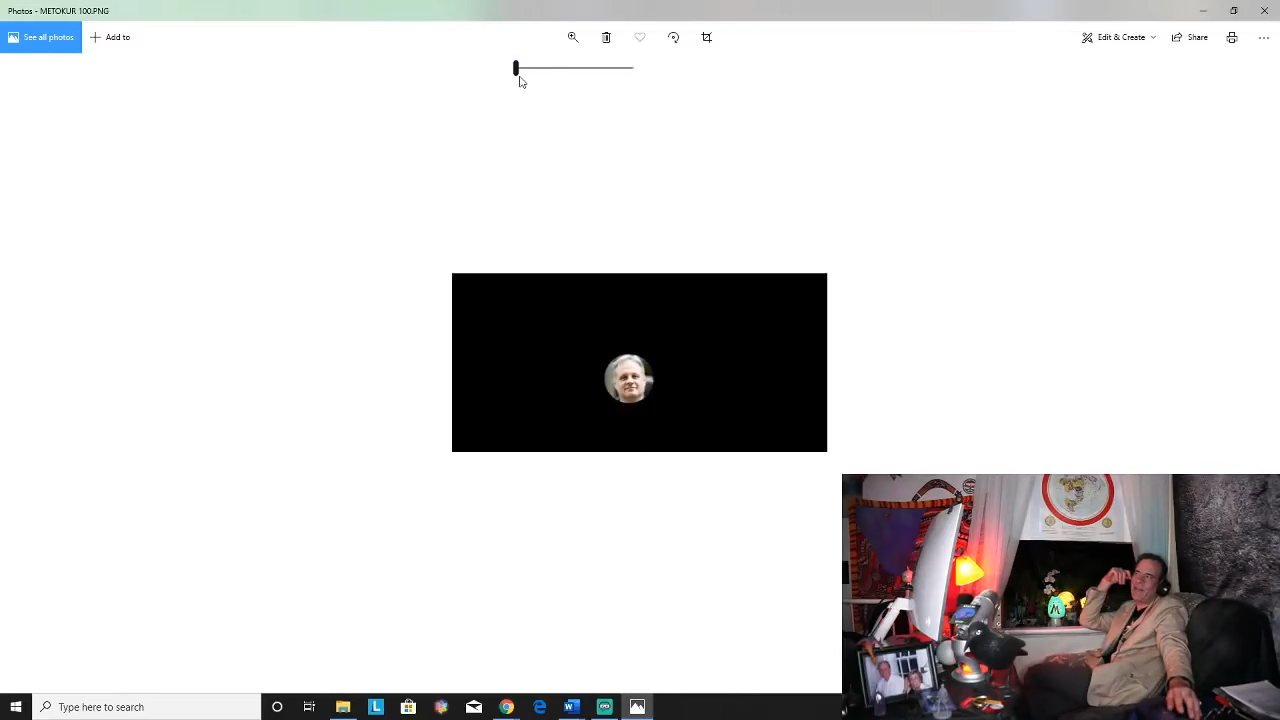 Photos - METOKUR 100.PNG
See all photos
Add to
Edit & Create
Share
M
Type here to search
L
W